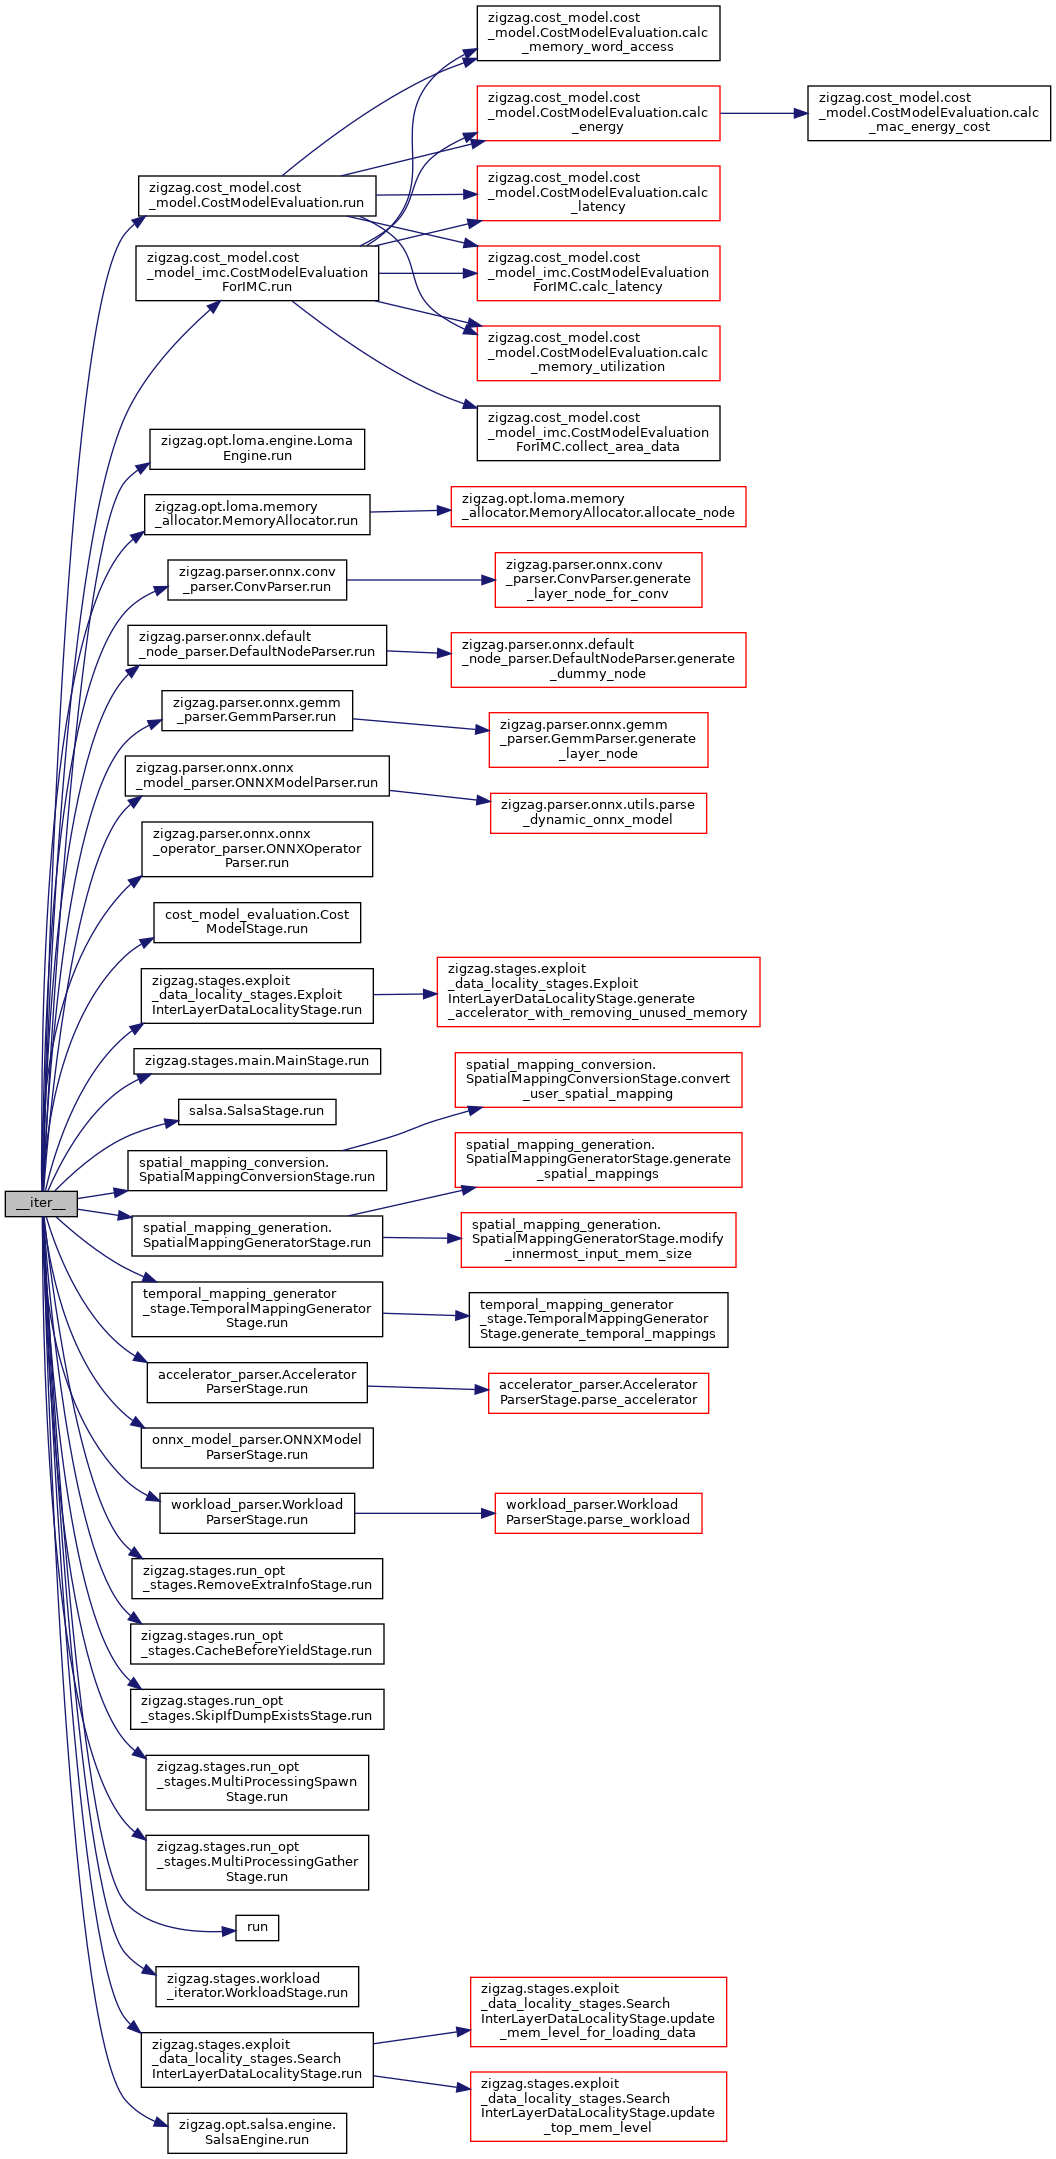 zigzag.cost_model.cost
_model.CostModelEvaluation.calc
_memory_word_access
zigzag.cost_model.cost
_model.CostModelEvaluation.calc
_energy
zigzag.cost_model.cost
_model.CostModelEvaluation.calc
_mac_energy_cost
zigzag.cost_model.cost
_model.CostModelEvaluation.run
zigzag.cost_model.cost
_model.CostModelEvaluation.calc
_latency
zigzag.cost_model.cost
_model_imc.CostModelEvaluation
ForIMC.run
zigzag.cost_model.cost
_model_imc.CostModelEvaluation
ForIMC.calc_latency
zigzag.cost_model.cost
_model.CostModelEvaluation.calc
_memory_utilization
zigzag.cost_model.cost
_model_imc.CostModelEvaluation
ForIMC.collect_area_data
zigzag.opt.loma.engine.Loma
Engine.run
zigzag.opt.loma.memory
_allocator.MemoryAllocator.run
zigzag.opt.loma.memory
_allocator.MemoryAllocator.allocate_node
zigzag.parser.onnx.conv
_parser.ConvParser.run
zigzag.parser.onnx.conv
_parser.ConvParser.generate
_layer_node_for_conv
zigzag.parser.onnx.default
_node_parser.DefaultNodeParser.run
zigzag.parser.onnx.default
_node_parser.DefaultNodeParser.generate
_dummy_node
zigzag.parser.onnx.gemm
_parser.GemmParser.run
zigzag.parser.onnx.gemm
_parser.GemmParser.generate
_layer_node
zigzag.parser.onnx.onnx
_model_parser.ONNXModelParser.run
zigzag.parser.onnx.utils.parse
_dynamic_onnx_model
zigzag.parser.onnx.onnx
_operator_parser.ONNXOperator
Parser.run
cost_model_evaluation.Cost
ModelStage.run
zigzag.stages.exploit
_data_locality_stages.Exploit
InterLayerDataLocalityStage.run
zigzag.stages.exploit
_data_locality_stages.Exploit
InterLayerDataLocalityStage.generate
_accelerator_with_removing_unused_memory
zigzag.stages.main.MainStage.run
salsa.SalsaStage.run
spatial_mapping_conversion.
SpatialMappingConversionStage.convert
_user_spatial_mapping
spatial_mapping_conversion.
SpatialMappingConversionStage.run
spatial_mapping_generation.
SpatialMappingGeneratorStage.generate
_spatial_mappings
__iter__
spatial_mapping_generation.
SpatialMappingGeneratorStage.run
spatial_mapping_generation.
SpatialMappingGeneratorStage.modify
_innermost_input_mem_size
temporal_mapping_generator
_stage.TemporalMappingGenerator
Stage.run
temporal_mapping_generator
_stage.TemporalMappingGenerator
Stage.generate_temporal_mappings
accelerator_parser.Accelerator
ParserStage.run
accelerator_parser.Accelerator
ParserStage.parse_accelerator
onnx_model_parser.ONNXModel
ParserStage.run
workload_parser.Workload
ParserStage.run
workload_parser.Workload
ParserStage.parse_workload
zigzag.stages.run_opt
_stages.RemoveExtraInfoStage.run
zigzag.stages.run_opt
_stages.CacheBeforeYieldStage.run
zigzag.stages.run_opt
_stages.SkipIfDumpExistsStage.run
zigzag.stages.run_opt
_stages.MultiProcessingSpawn
Stage.run
zigzag.stages.run_opt
_stages.MultiProcessingGather
Stage.run
run
zigzag.stages.workload
_iterator.WorkloadStage.run
zigzag.stages.exploit
_data_locality_stages.Search
InterLayerDataLocalityStage.update
_mem_level_for_loading_data
zigzag.stages.exploit
_data_locality_stages.Search
InterLayerDataLocalityStage.run
zigzag.stages.exploit
_data_locality_stages.Search
InterLayerDataLocalityStage.update
_top_mem_level
zigzag.opt.salsa.engine.
SalsaEngine.run